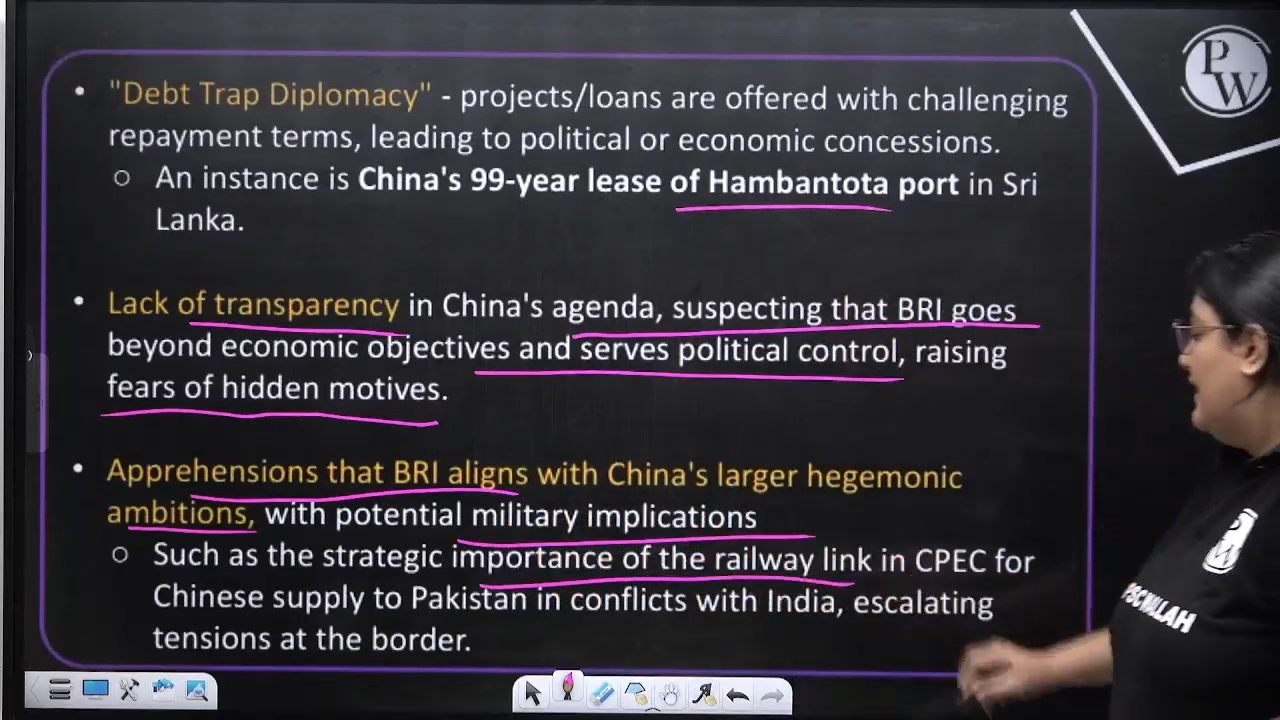 PW
• "Debt Trap Diplomacy" - projects/loans are offered with challenging
repayment terms, leading to political or economic concessions.
○ An instance is China's 99-year lease of Hambantota port in Sri
Lanka.
• Lack of transparency in China's agenda, suspecting that BRI goes
beyond economic objectives and serves political control, raising
fears of hidden motives.
• Apprehensions that BRI aligns with China's larger hegemonic
ambitions, with potential military implications
○ Such as the strategic importance of the railway link in CPEC for
Chinese supply to Pakistan in conflicts with India, escalating
tensions at the border.